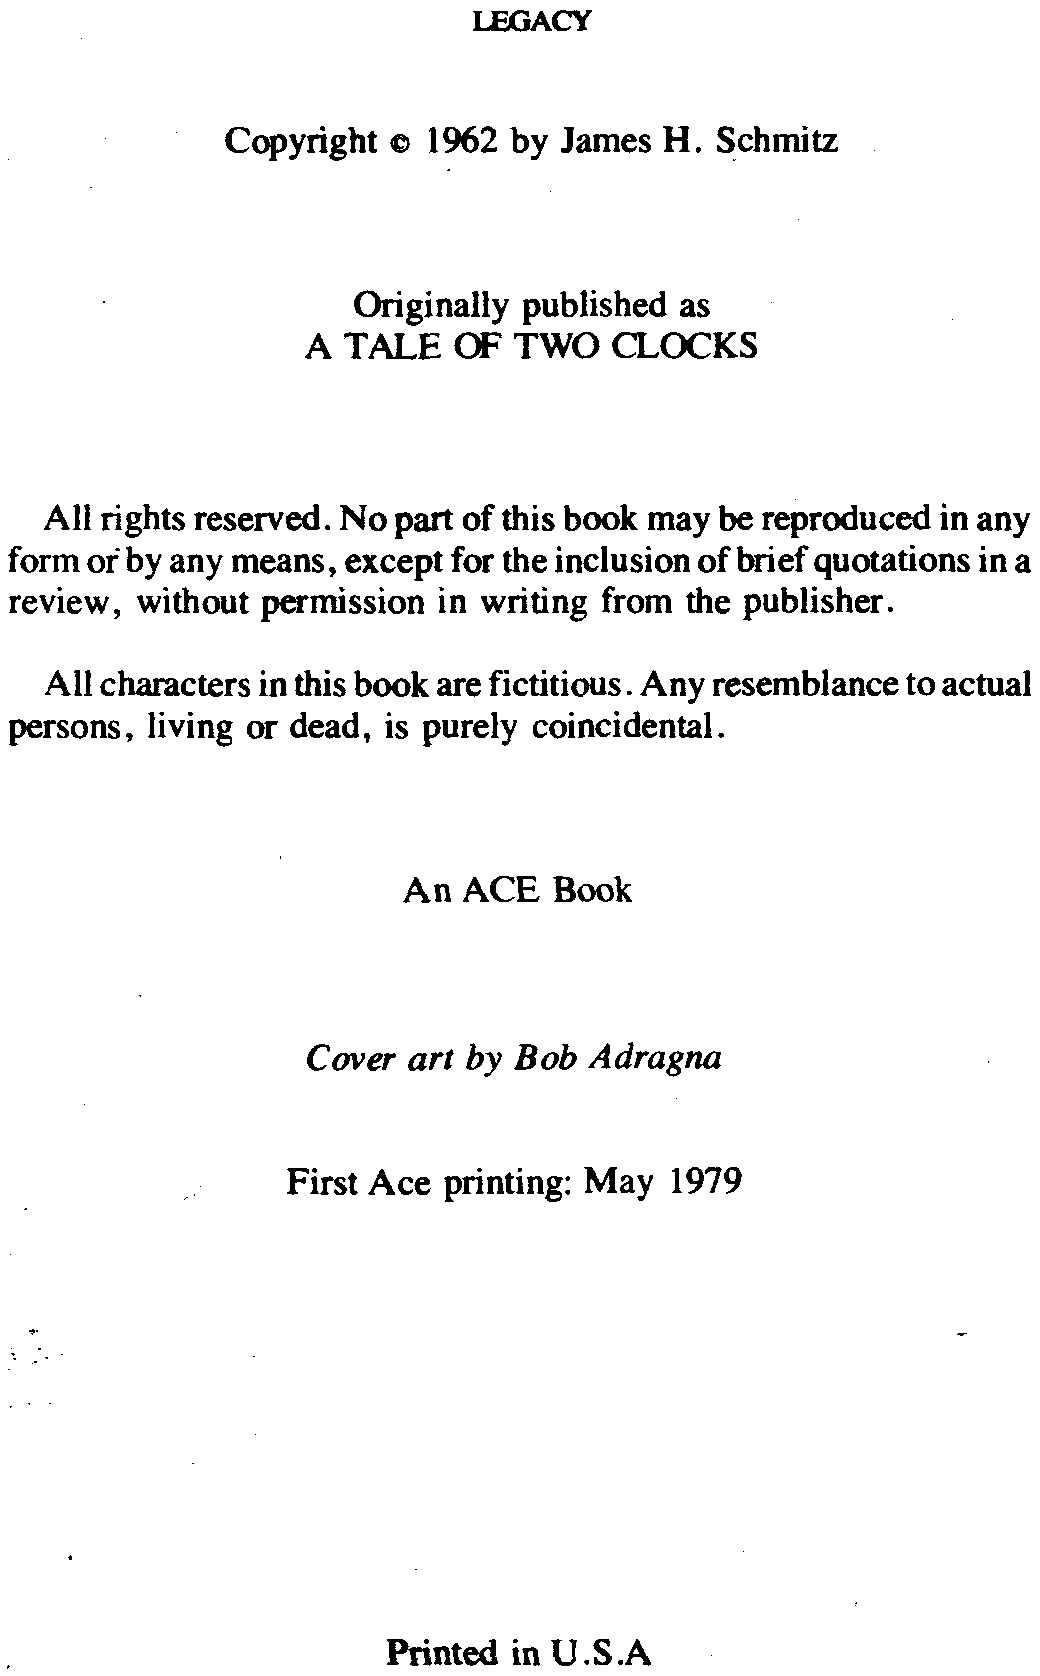 LEGACY
Copyright © 1962 by James H. Schmitz
Originally published as
A TALE OF TWO CLOCKS
All rights reserved. No part of this book may be reproduced in any
form or by any means, except for the inclusion of brief quotations in a
review, without permission in writing from the publisher.
All characters in this book are fictitious. Any resemblance to actual
persons, living or dead, is purely coincidental.
An ACE Book
Cover art by Bob Adragna
First Ace printing: May 1979
Printed in U.S.A